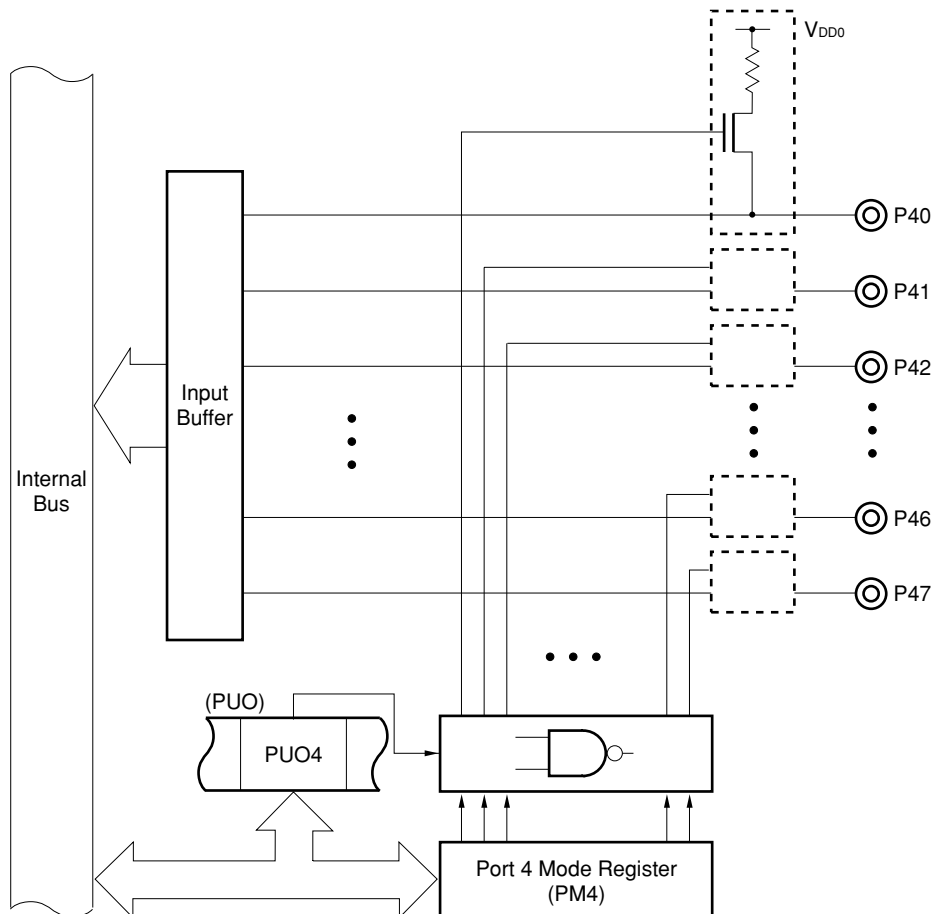 VDD0
P40
P41
P42
Input
Buffer
Internal
Bus
P46
P47
(PUO)
PUO4
Port 4 Mode Register
(PM4)